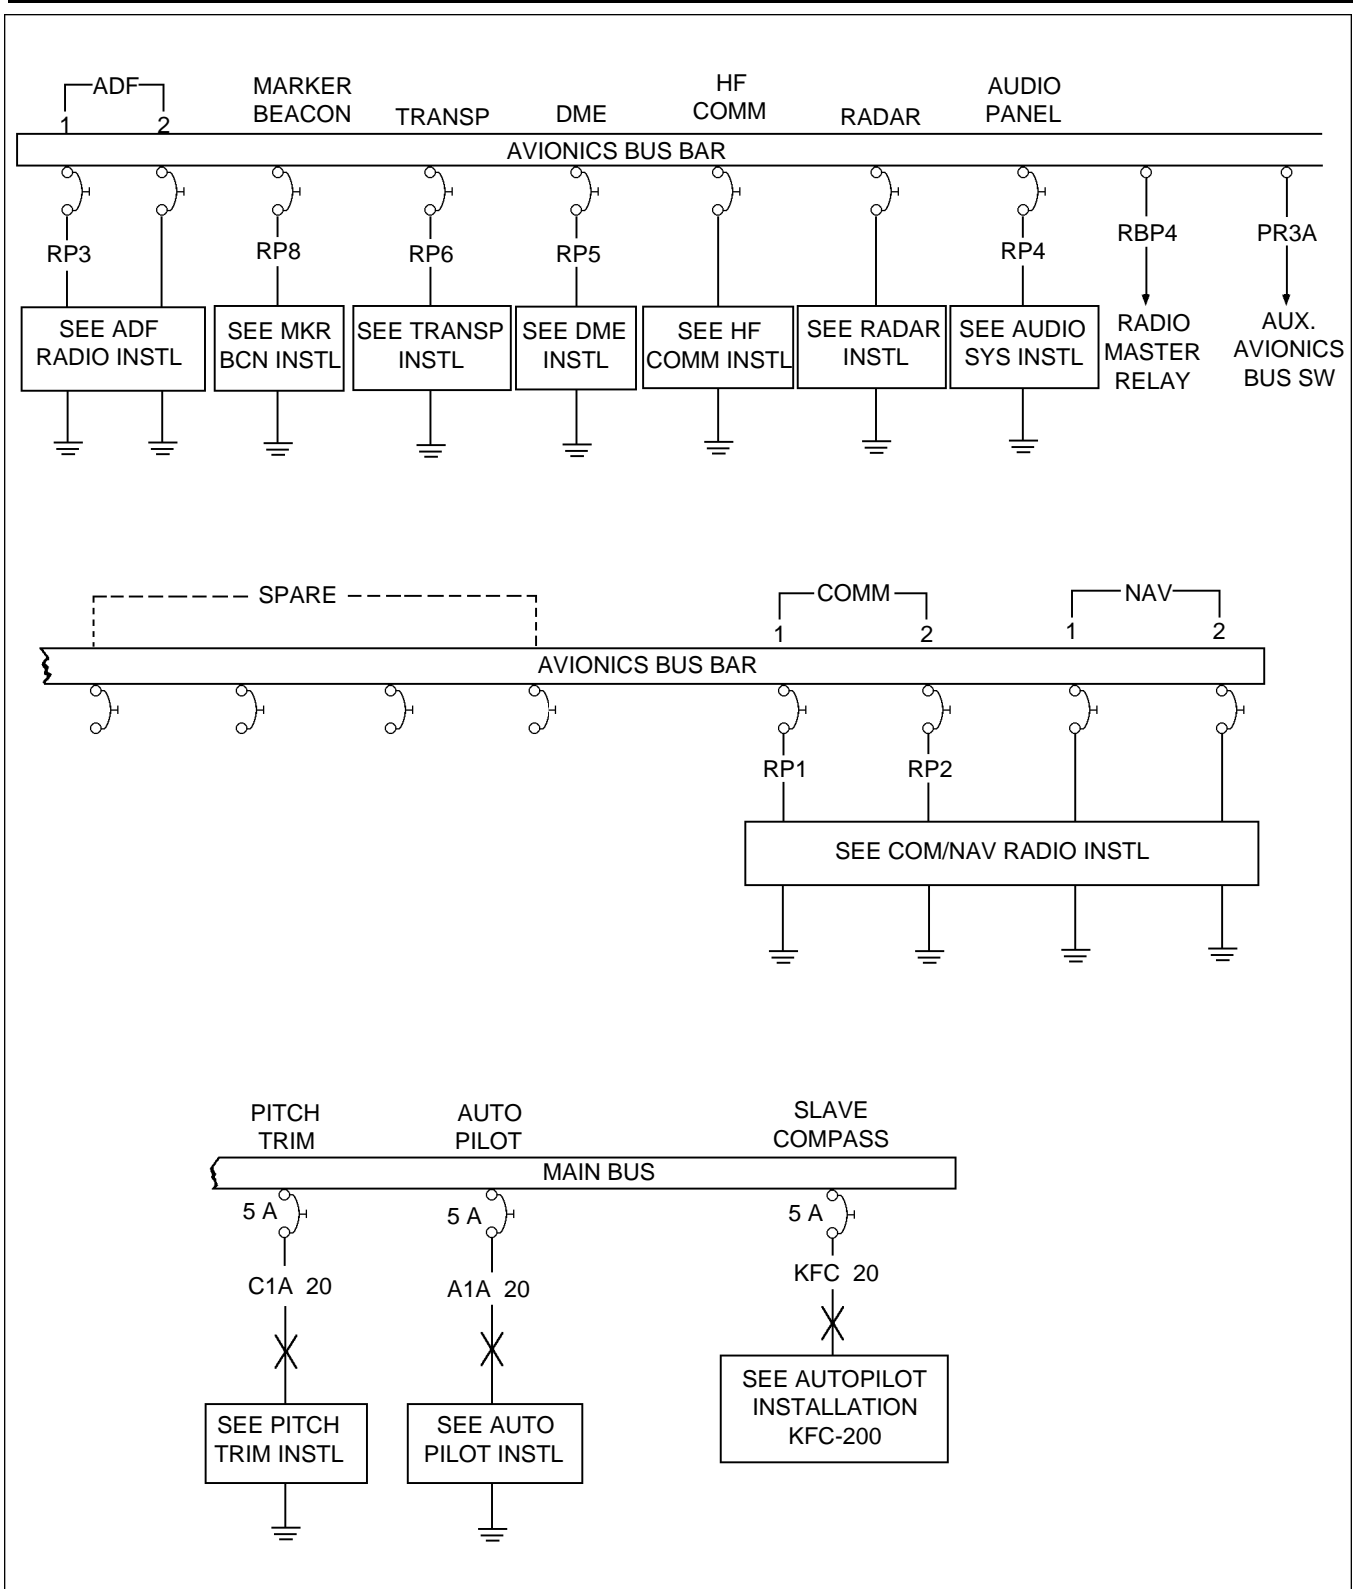 ADF
1 2
MARKER
BEACON
TRANSP
DME
HF
COMM
RADAR
AUDIO
PANEL
AVIONICS BUS BAR
RP3
RP8
RP6
RP5
RP4
RBP4
PR3A
SEE ADF
RADIO INSTL
SEE MKR
BCN INSTL
SEE TRANSP
INSTL
SEE DME
INSTL
SEE HF
COMM INSTL
SEE RADAR
INSTL
SEE AUDIO
SYS INSTL
RADIO
MASTER
RELAY
AUX.
AVIONICS
BUS SW
SPARE
COMM
1 2
NAV
1 2
AVIONICS BUS BAR
RP1
RP2
SEE COM/NAV RADIO INSTL
PITCH
TRIM
AUTO
PILOT
SLAVE
COMPASS
MAIN BUS
5 A
5 A
5 A
C1A 20
A1A 20
KFC 20
SEE PITCH
TRIM INSTL
SEE AUTO
PILOT INSTL
SEE AUTOPILOT
INSTALLATION
KFC-200